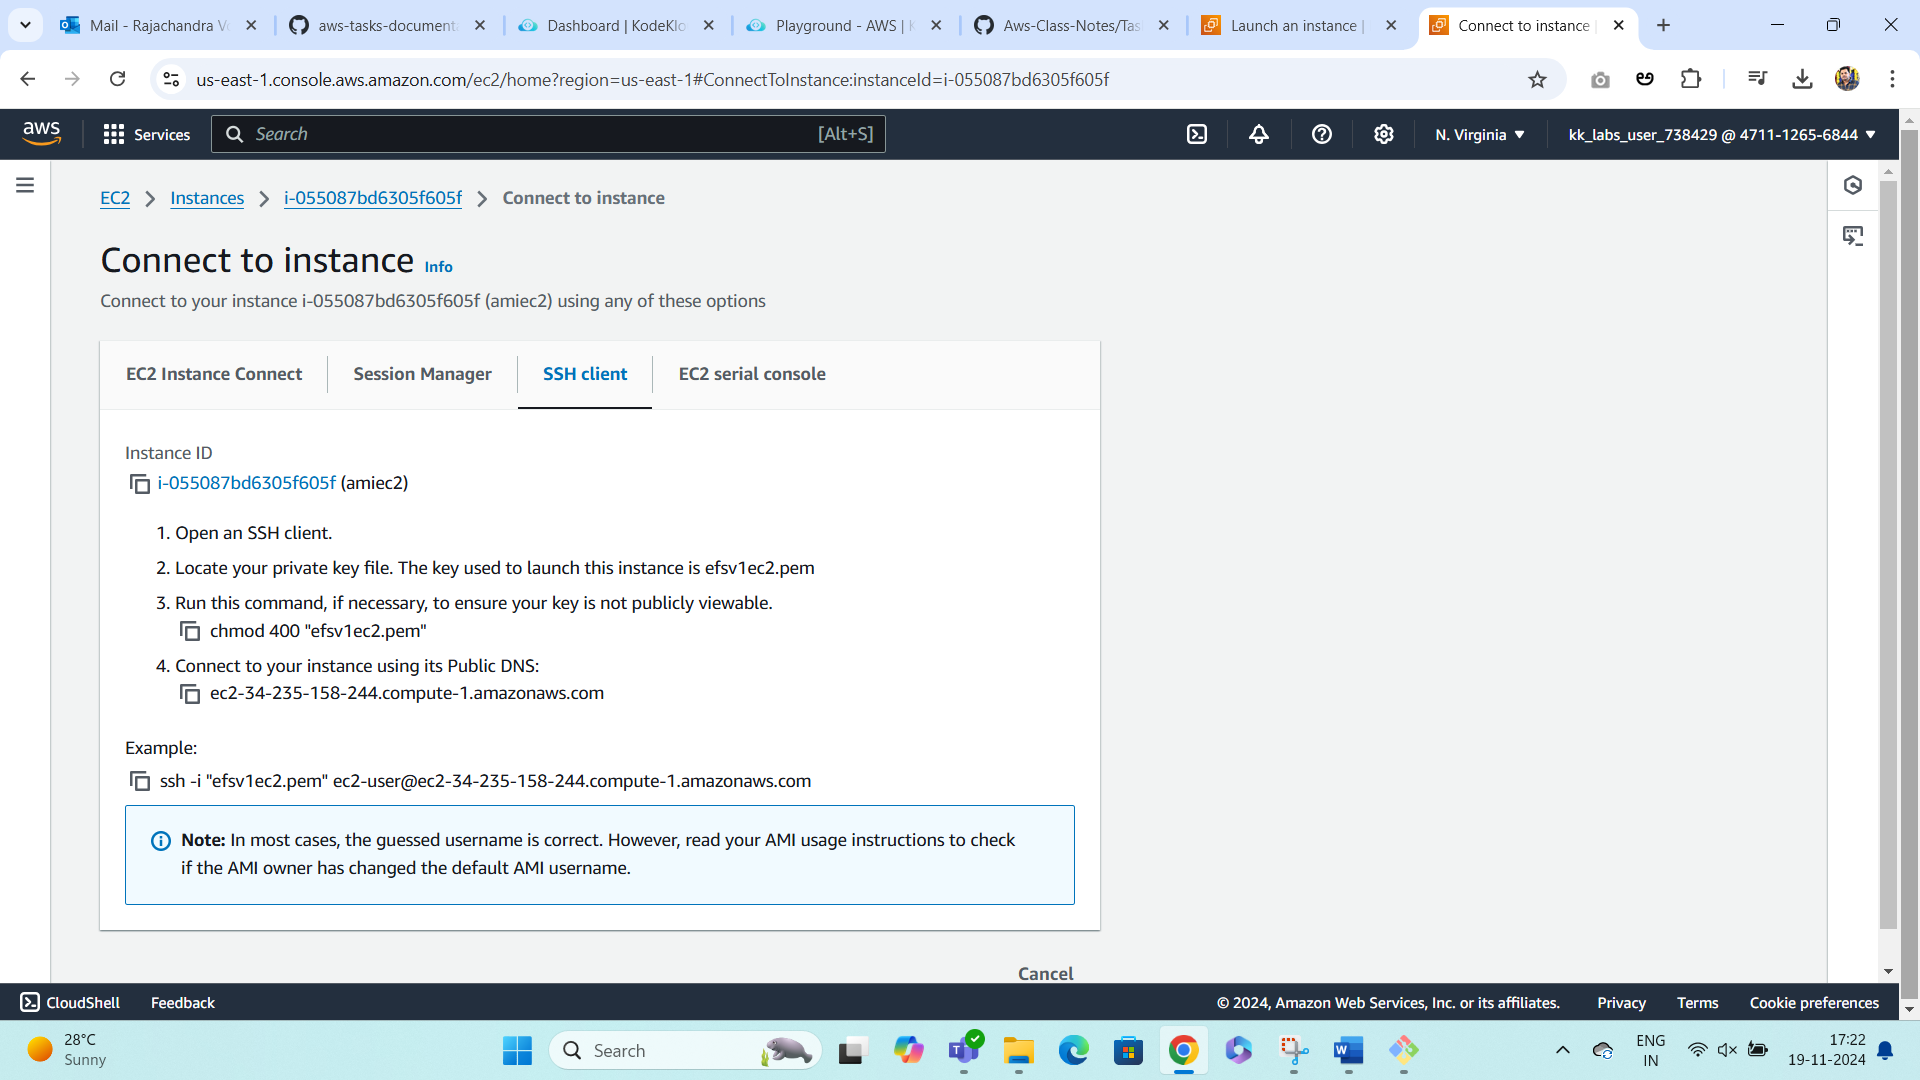 Mail - Rajachandra Vo
aws-tasks-documenta
Dashboard | KodeKlo
Playground - AWS | K
Aws-Class-Notes/Tas
Launch an instance |
Connect to instance |
us-east-1.console.aws.amazon.com/ec2/home?region=us-east-1#ConnectToInstance:instanceId=i-055087bd6305f605f
aws
Services
Search
[Alt+S]
N. Virginia
kk_labs_user_738429 @ 4711-1265-6844
EC2
Instances
i-055087bd6305f605f
Connect to instance
Connect to instance Info
Connect to your instance i-055087bd6305f605f (amiec2) using any of these options
EC2 Instance Connect
Session Manager
SSH client
EC2 serial console
Instance ID
i-055087bd6305f605f (amiec2)
1. Open an SSH client.
2. Locate your private key file. The key used to launch this instance is efsv1ec2.pem
3. Run this command, if necessary, to ensure your key is not publicly viewable.
chmod 400 "efsv1ec2.pem"
4. Connect to your instance using its Public DNS:
ec2-34-235-158-244.compute-1.amazonaws.com
Example:
ssh -i "efsv1ec2.pem" ec2-user@ec2-34-235-158-244.compute-1.amazonaws.com
Note: In most cases, the guessed username is correct. However, read your AMI usage instructions to check
if the AMI owner has changed the default AMI username.
Cancel
CloudShell
Feedback
© 2024, Amazon Web Services, Inc. or its affiliates.
Privacy
Terms
Cookie preferences
28°C
Sunny
Search
ENG
IN
17:22
19-11-2024